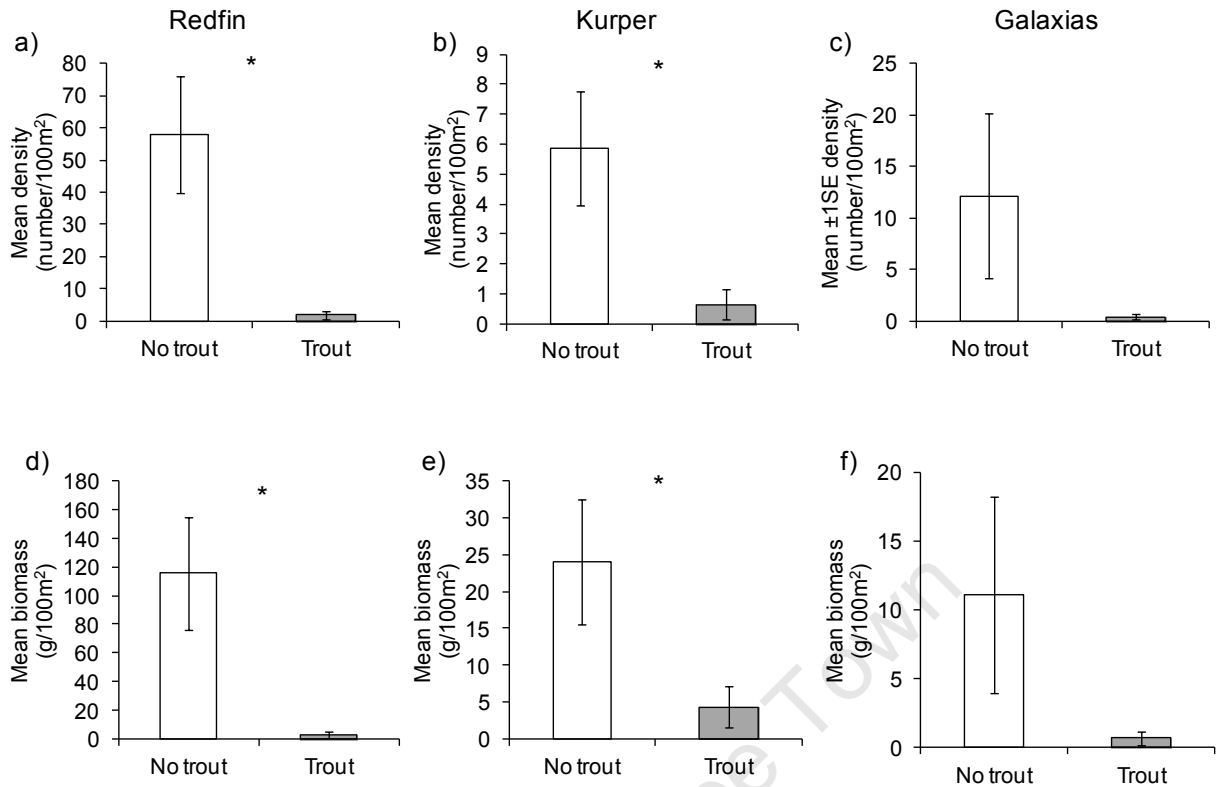 Redfin
Kurper
Galaxias
a)
*
Mean density
(number/100m²)
80
70
60
50
40
30
20
10
0
No trout
Trout
b)
*
Mean density
(number/100m²)
9
8
7
6
5
4
3
2
1
0
No trout
Trout
c)
Mean ±1SE density
(number/100m²)
25
20
15
10
5
0
No trout
Trout
d)
*
Mean biomass
(g/100m²)
180
160
140
120
100
80
60
40
20
0
No trout
Trout
e)
*
Mean biomass
(g/100m²)
35
30
25
20
15
10
5
0
No trout
Trout
f)
Mean biomass
(g/100m²)
20
15
10
5
0
No trout
Trout
Town